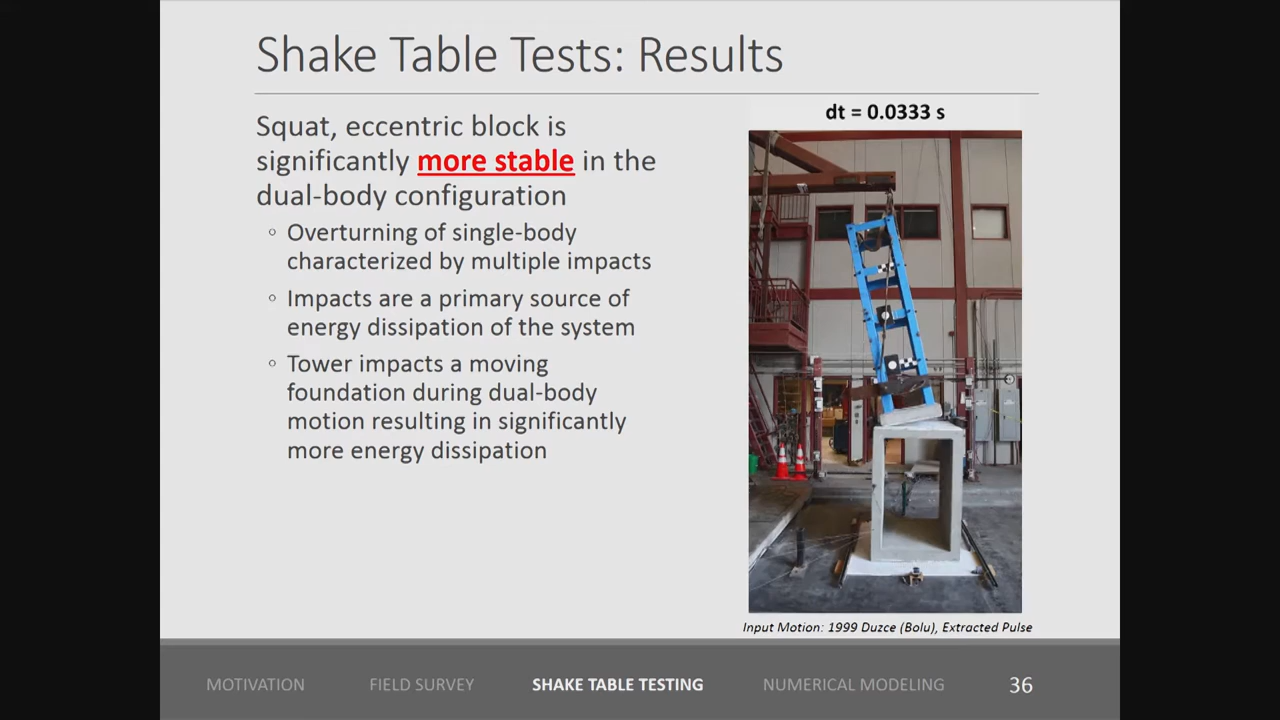 Shake Table Tests: Results
Squat, eccentric block is
significantly more stable in the
dual-body configuration
◦ Overturning of single-body
characterized by multiple impacts
◦ Impacts are a primary source of
energy dissipation of the system
◦ Tower impacts a moving
foundation during dual-body
motion resulting in significantly
more energy dissipation
dt = 0.0333 s
Input Motion: 1999 Duzce (Bolu), Extracted Pulse
MOTIVATION FIELD SURVEY SHAKE TABLE TESTING NUMERICAL MODELING 36